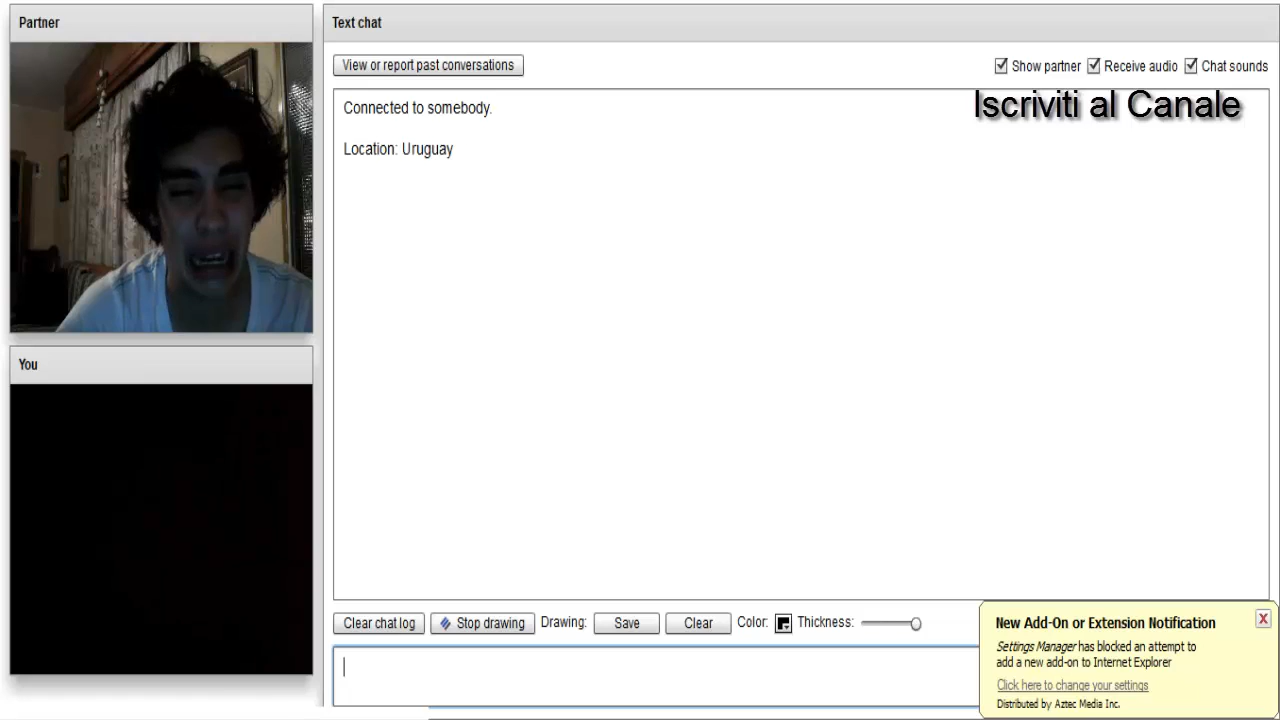 Partner
Text chat
View or report past conversations
Show partner
Receive audio
Chat sounds
Iscriviti al Canale
Connected to somebody.
Location: Uruguay
You
Clear chat log
Stop drawing
Drawing:
Save
Clear
Color:
Thickness:
New Add-On or Extension Notification
Settings Manager has blocked an attempt to
add a new add-on to Internet Explorer
Click here to change your settings
Distributed by Aztec Media Inc.